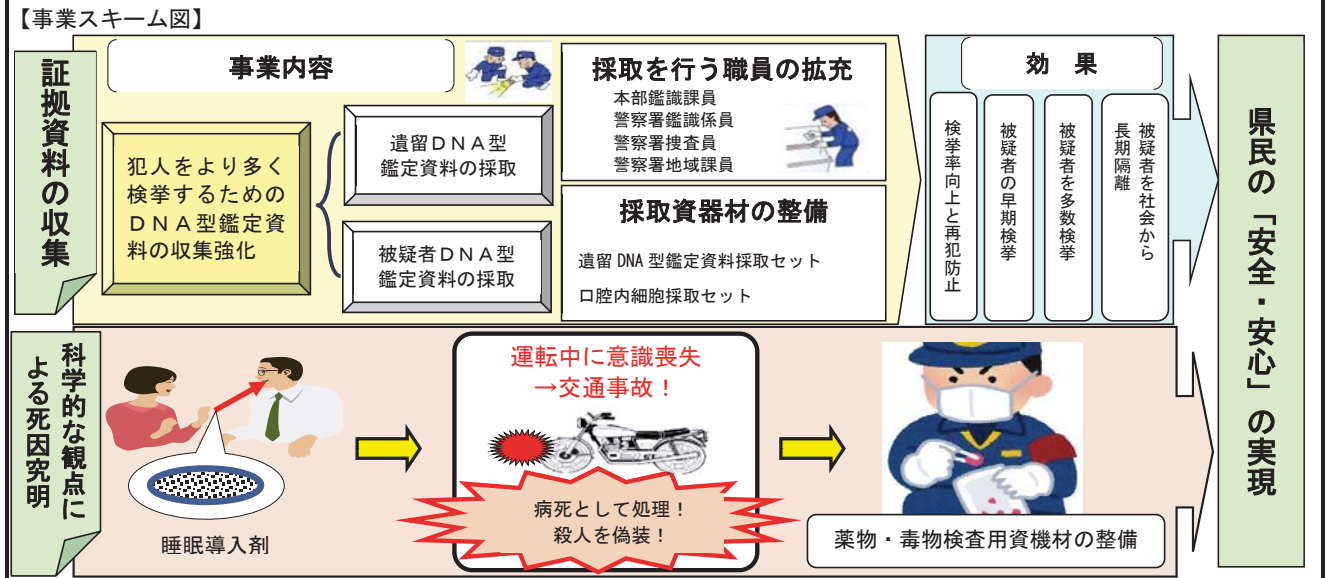 【事業スキーム図】
証拠資料の収集
事業内容
犯人をより多く
検挙するための
ＤＮＡ型鑑定資
料の収集強化
遺留ＤＮＡ型
鑑定資料の採取
被疑者ＤＮＡ型
鑑定資料の採取
採取を行う職員の拡充
本部鑑識課員
警察署鑑識係員
警察署捜査員
警察署地域課員
採取資器材の整備
遺留 DNA 型鑑定資料採取セット
口腔内細胞採取セット
効　果
検挙率向上と再犯防止
被疑者の早期検挙
被疑者を多数検挙
被疑者を社会から
長期隔離
県民の「安全・安心」の実現
科学的な観点に
よる死因究明
睡眠導入剤
運転中に意識喪失
→交通事故！
病死として処理！
殺人を偽装！
薬物・毒物検査用資機材の整備